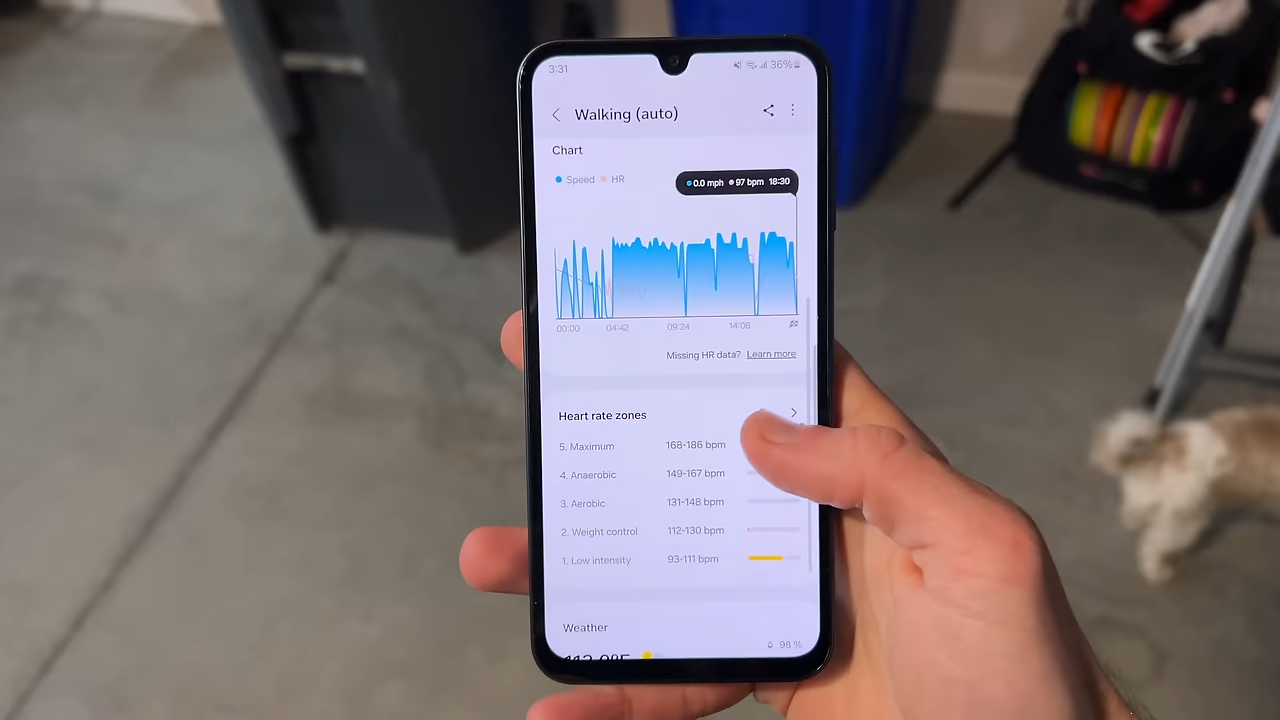 3:31
36%
Walking (auto)
Chart
Speed HR
0.0 mph 97 bpm 18:30
00:00 04:42 09:24 14:06
Missing HR data? Learn more
Heart rate zones
5. Maximum 168-186 bpm
4. Anaerobic 149-167 bpm
3. Aerobic 131-148 bpm
2. Weight control 112-130 bpm
1. Low intensity 93-111 bpm
Weather
98 %